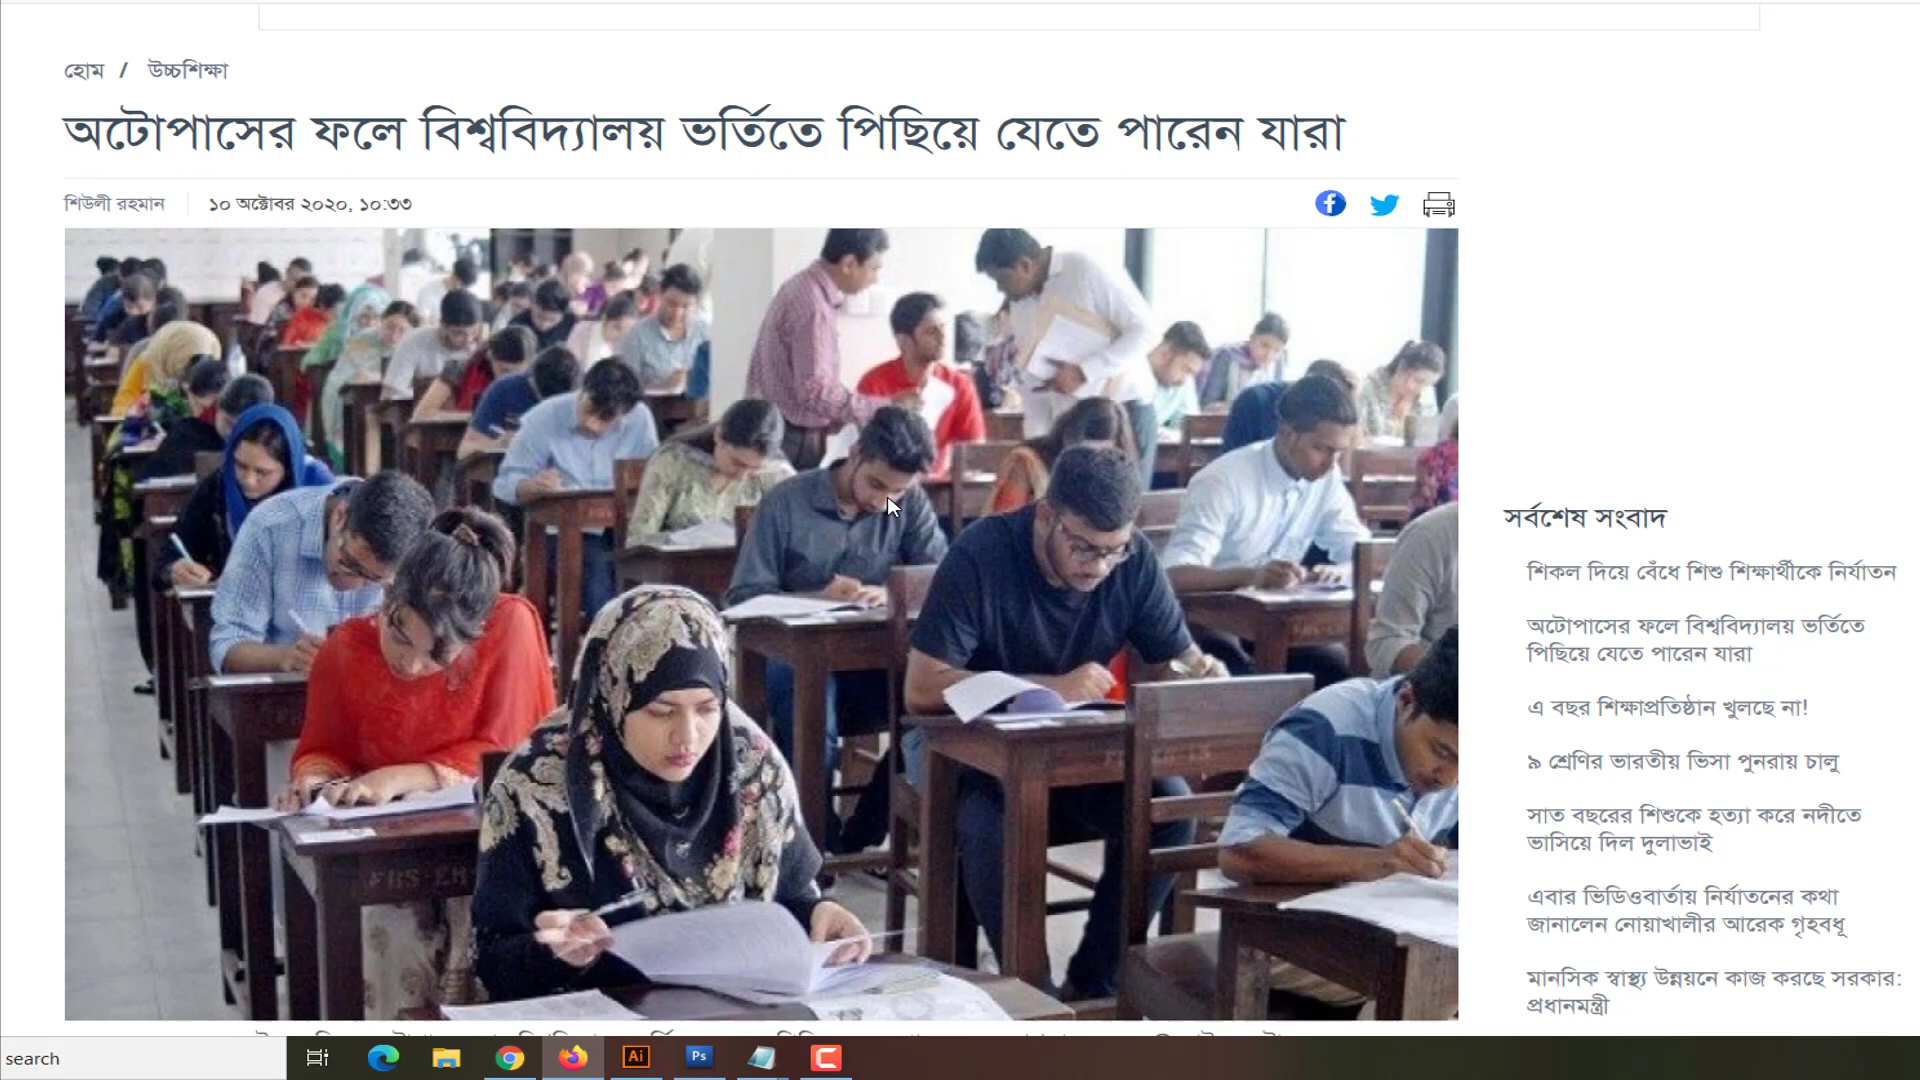 হোম / উচ্চশিক্ষা
অটোপাসের ফলে বিশ্ববিদ্যালয় ভর্তিতে পিছিয়ে যেতে পারেন যারা
শিউলী রহমান ১০ অক্টোবর ২০২০, ১০:৩৩
সর্বশেষ সংবাদ
শিকল দিয়ে বেঁধে শিশু শিক্ষার্থীকে নির্যাতন
অটোপাসের ফলে বিশ্ববিদ্যালয় ভর্তিতে
পিছিয়ে যেতে পারেন যারা
এ বছর শিক্ষাপ্রতিষ্ঠান খুলছে না!
৯ শ্রেণির ভারতীয় ভিসা পুনরায় চালু
সাত বছরের শিশুকে হত্যা করে নদীতে
ভাসিয়ে দিল দুলাভাই
এবার ভিডিওবার্তায় নির্যাতনের কথা
জানালেন নোয়াখালীর আরেক গৃহবধূ
মানসিক স্বাস্থ্য উন্নয়নে কাজ করছে সরকার:
প্রধানমন্ত্রী
search
Ai
Ps